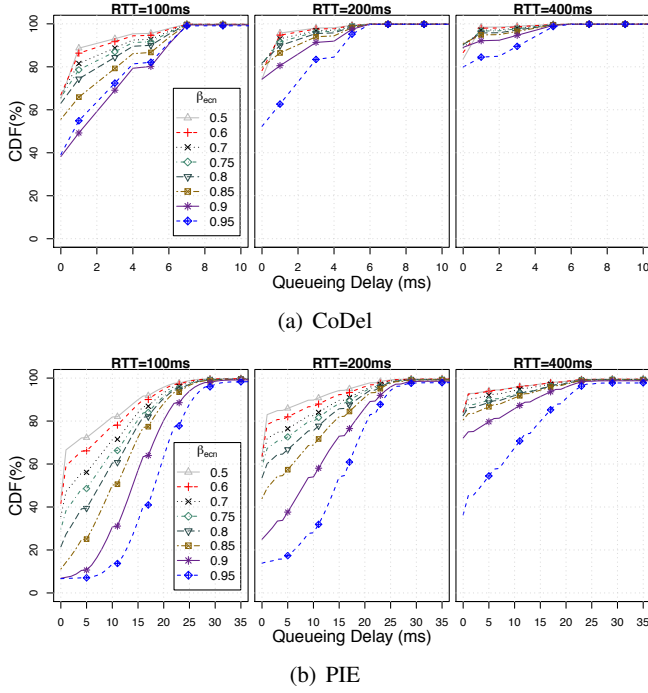 RTT=100ms RTT=200ms RTT=400ms
CDF(%)
100
80
60
40
20
0
βecn
0.5
0.6
0.7
0.75
0.8
0.85
0.9
0.95
0 2 4 6 8 10 0 2 4 6 8 10 0 2 4 6 8 10
Queueing Delay (ms)
(a) CoDel
RTT=100ms RTT=200ms RTT=400ms
CDF(%)
100
80
60
40
20
0
βecn
0.5
0.6
0.7
0.75
0.8
0.85
0.9
0.95
0 5 10 15 20 25 30 35 0 5 10 15 20 25 30 35 0 5 10 15 20 25 30 35
Queueing Delay (ms)
(b) PIE